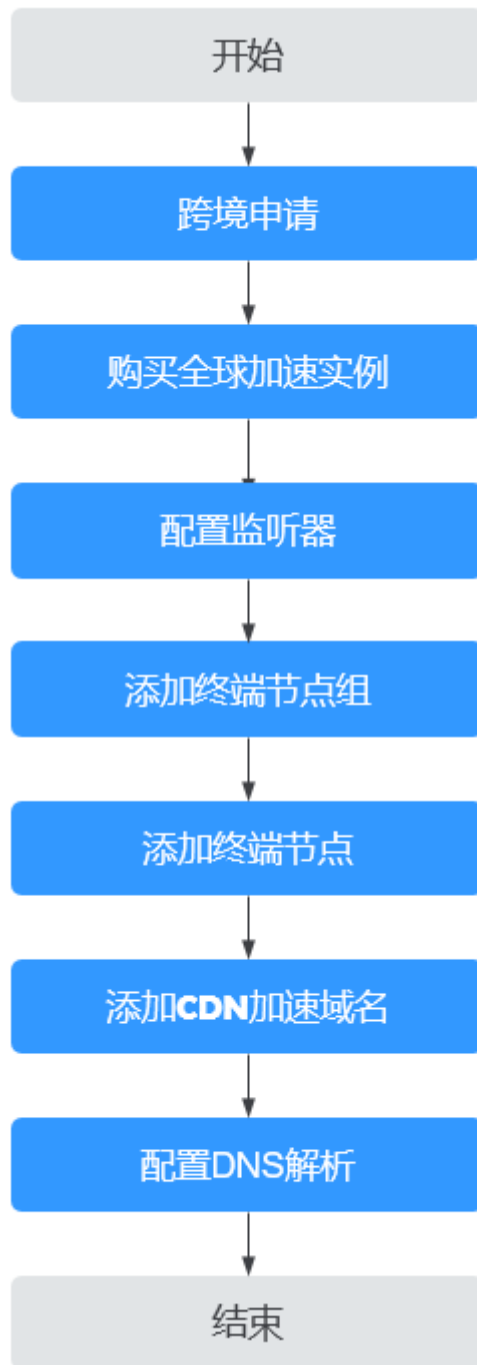 开始
跨境申请
购买全球加速实例
配置监听器
添加终端节点组
添加终端节点
添加CDN加速域名
配置DNS解析
结束